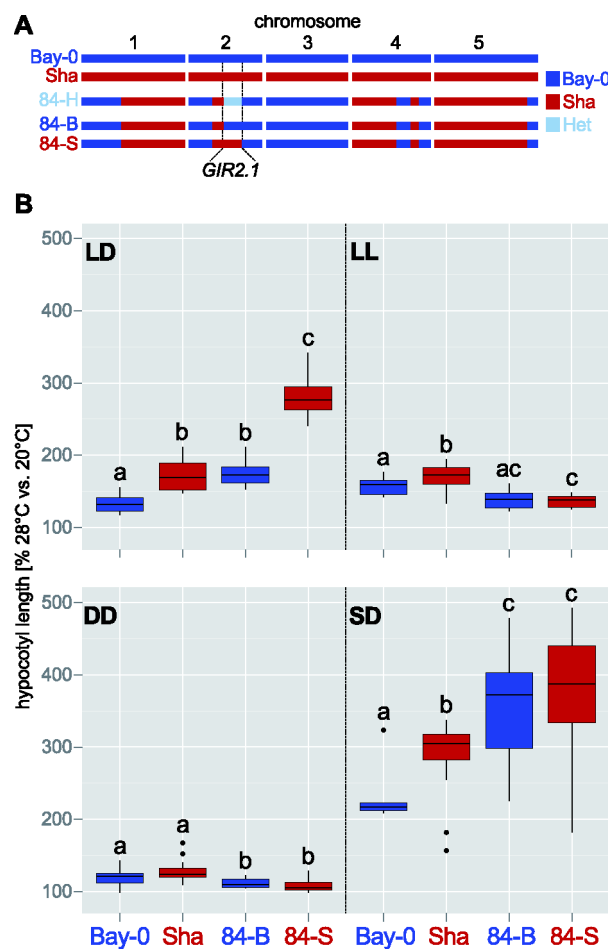 A
chromosome
1 2 3 4 5
Bay-0
Sha
84-H
84-B
84-S
GIR2.1
Bay-0
Sha
Het
B
hypocotyl length [% 28°C vs. 20°C]
LD
LL
500
400
300
200
100
a b b c
a b ac c
DD
SD
500
400
300
200
100
a a b b
a b c c
Bay-0 Sha 84-B 84-S Bay-0 Sha 84-B 84-S